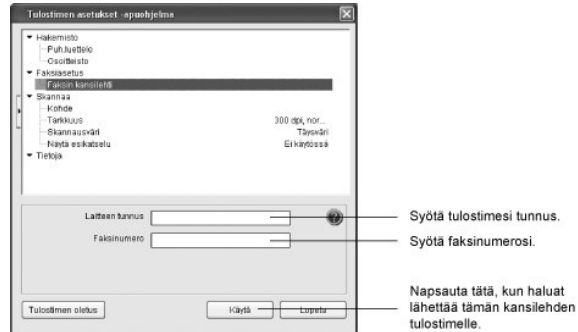 Tulostimen asetukset -apuohjelma
Hakemisto
Puh.luettelo
Osoitteisto
Faksiasetus
Faksin kansilehti
Skannaa
Kohde
Tarkkuus 300 dpi, nor...
Skannausväri Täysväri
Näytä esikatselu Ei käytössä
Tietoja
Laitteen tunnus
Syötä tulostimesi tunnus.
Faksinumero
Syötä faksinumerosi.
Tulostimen oletus
Käytä
Lopeta
Napsauta tätä, kun haluat
lähettää tämän kansilehden
tulostimelle.